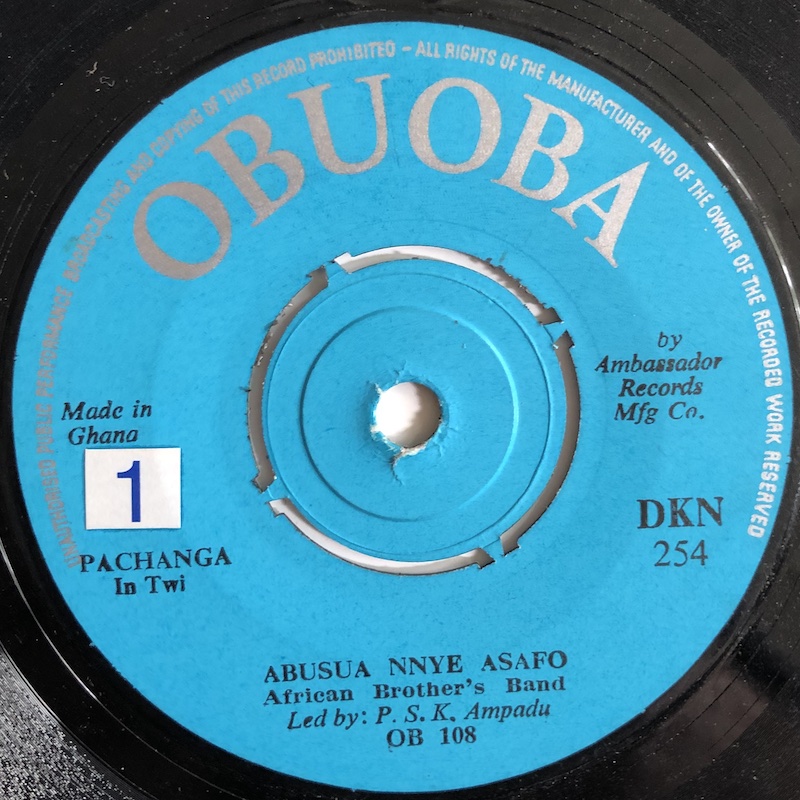 UNAUTHORISED PUBLIC PERFORMANCE BROADCASTING AND COPYING OF THIS RECORD PROHIBITED – ALL RIGHTS OF THE MANUFACTURER AND OF THE OWNER OF THE RECORDED WORK RESERVED
OBUOBA
by
Ambassador
Records
Mfg Co.
Made in
Ghana
1
DKN
254
PACHANGA
In Twi
ABUSUA NNYE ASAFO
African Brother's Band
Led by: P. S. K. Ampadu
OB 108